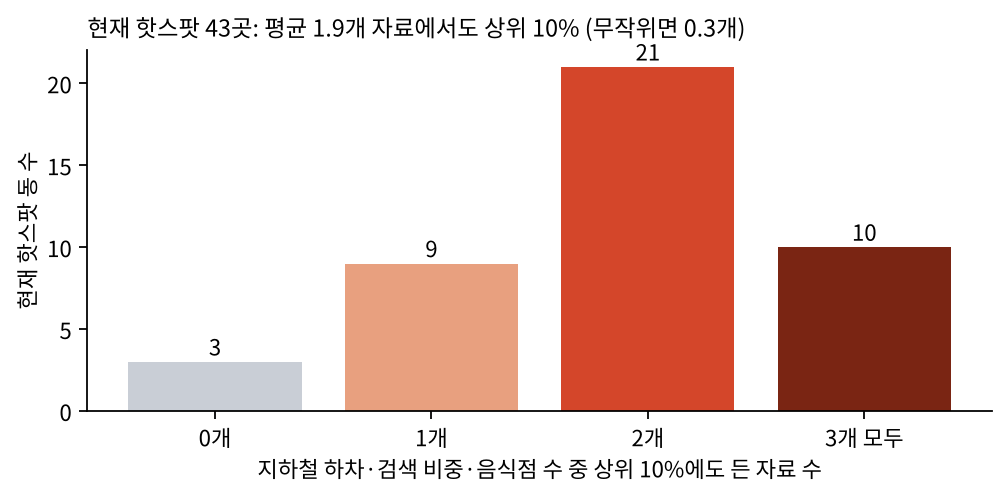 현재 핫스팟 43곳: 평균 1.9개 자료에서도 상위 10% (무작위면 0.3개)
현재 핫스팟 동 수
20
15
10
5
0
3
9
21
10
0개
1개
2개
3개 모두
지하철 하차·검색 비중·음식점 수 중 상위 10%에도 든 자료 수